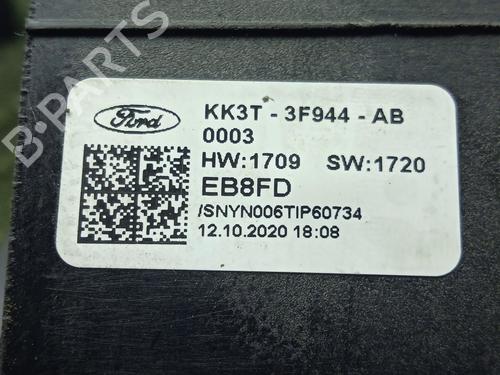 B-PARTS
Ford
KK3T - 3F944 - AB
0003
HW:1709 SW:1720
EB8FD
/SNYN006TIP60734
12.10.2020 18:08